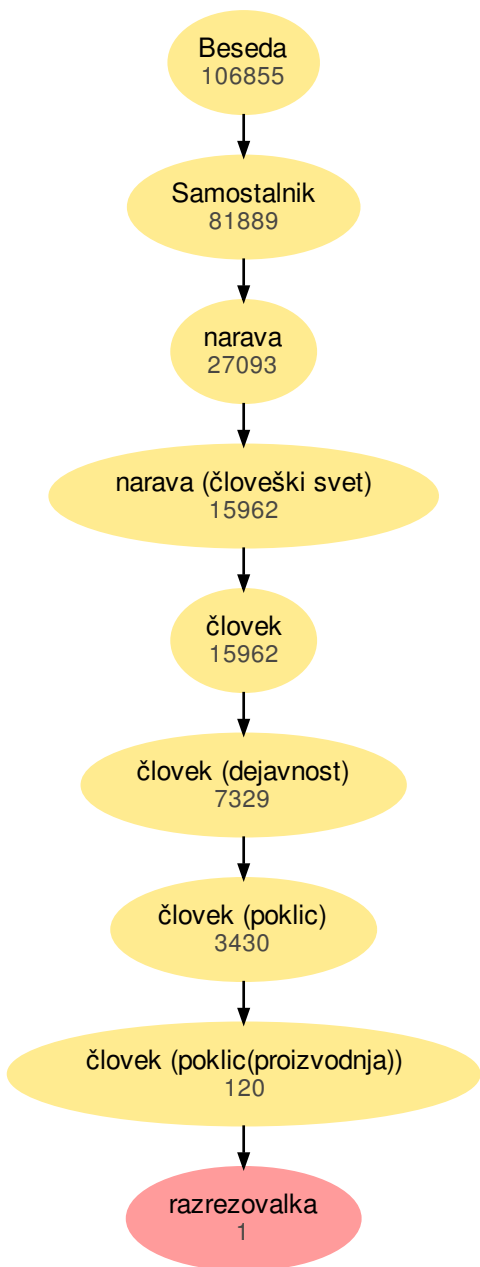 Beseda
106855
Samostalnik
81889
narava
27093
narava (človeški svet)
15962
človek
15962
človek (dejavnost)
7329
človek (poklic)
3430
človek (poklic(proizvodnja))
120
razrezovalka
1